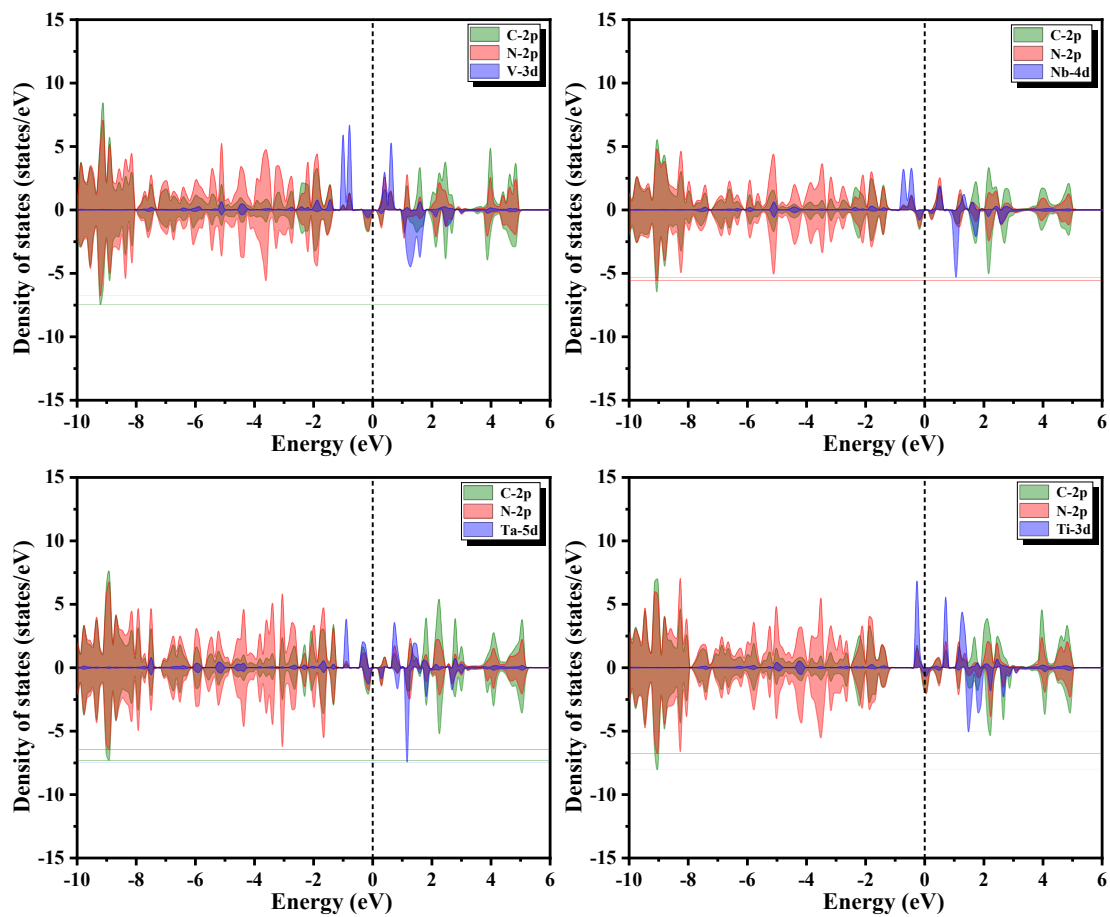 15
10
5
0
-5
-10
-15
Density of states (states/eV)
C-2p
N-2p
V-3d
-10 -8 -6 -4 -2 0 2 4 6
Energy (eV)
15
10
5
0
-5
-10
-15
Density of states (states/eV)
C-2p
N-2p
Nb-4d
-10 -8 -6 -4 -2 0 2 4 6
Energy (eV)
15
10
5
0
-5
-10
-15
Density of states (states/eV)
C-2p
N-2p
Ta-5d
-10 -8 -6 -4 -2 0 2 4 6
Energy (eV)
15
10
5
0
-5
-10
-15
Density of states (states/eV)
C-2p
N-2p
Ti-3d
-10 -8 -6 -4 -2 0 2 4 6
Energy (eV)